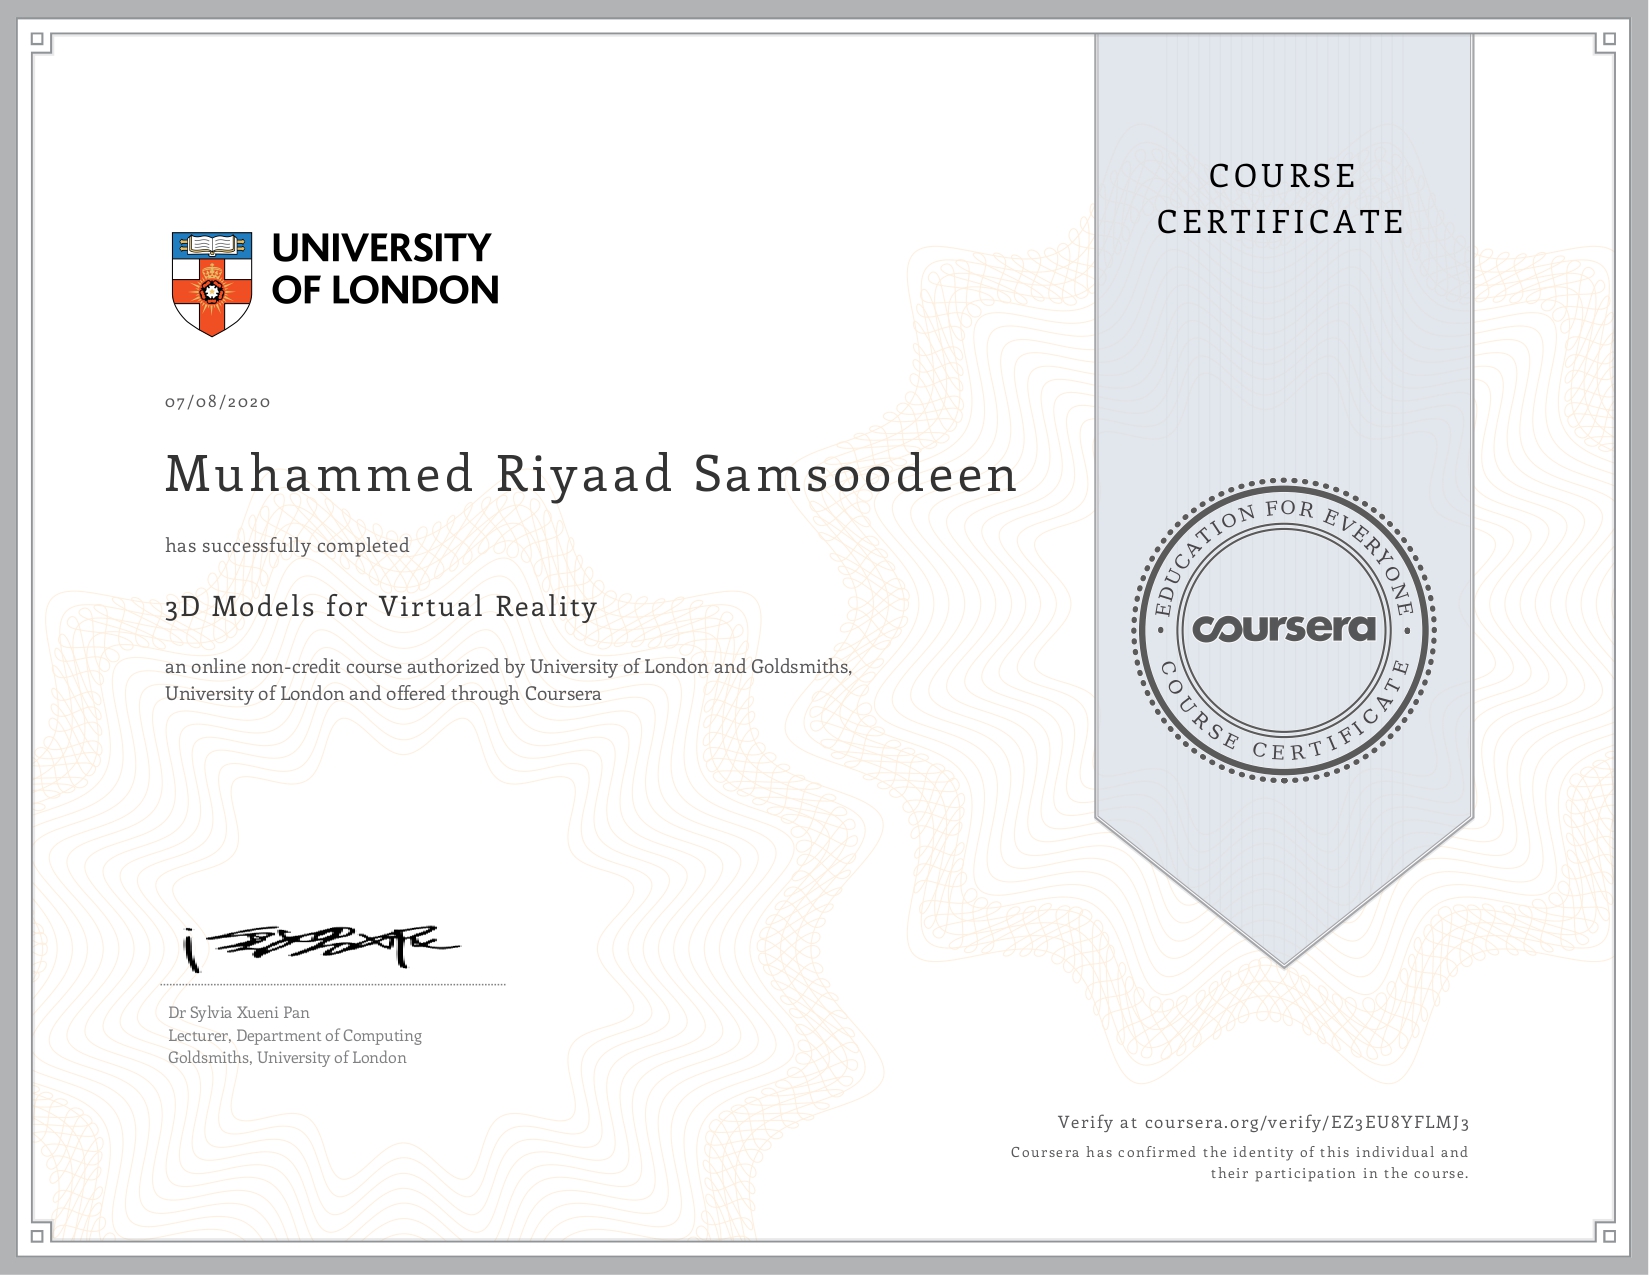 COURSE
CERTIFICATE
UNIVERSITY
OF LONDON
07/08/2020
Muhammed Riyaad Samsoodeen
has successfully completed
3D Models for Virtual Reality
an online non-credit course authorized by University of London and Goldsmiths,
University of London and offered through Coursera
EDUCATION FOR EVERYONE
coursera
COURSE CERTIFICATE
Dr Sylvia Xueni Pan
Lecturer, Department of Computing
Goldsmiths, University of London
Verify at coursera.org/verify/EZ3EU8YFLMJ3
Coursera has confirmed the identity of this individual and
their participation in the course.